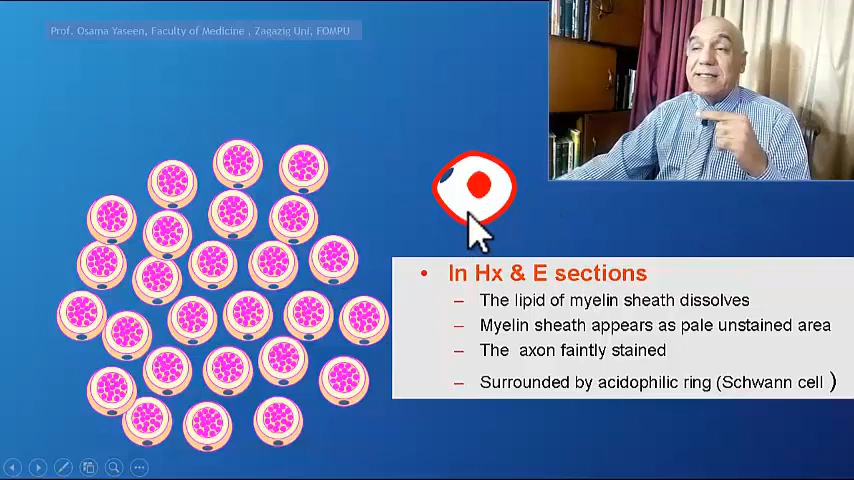 Prof. Osama Yaseen, Faculty of Medicine , Zagazig Uni, FOMPU
• In Hx & E sections
– The lipid of myelin sheath dissolves
– Myelin sheath appears as pale unstained area
– The axon faintly stained
– Surrounded by acidophilic ring (Schwann cell )